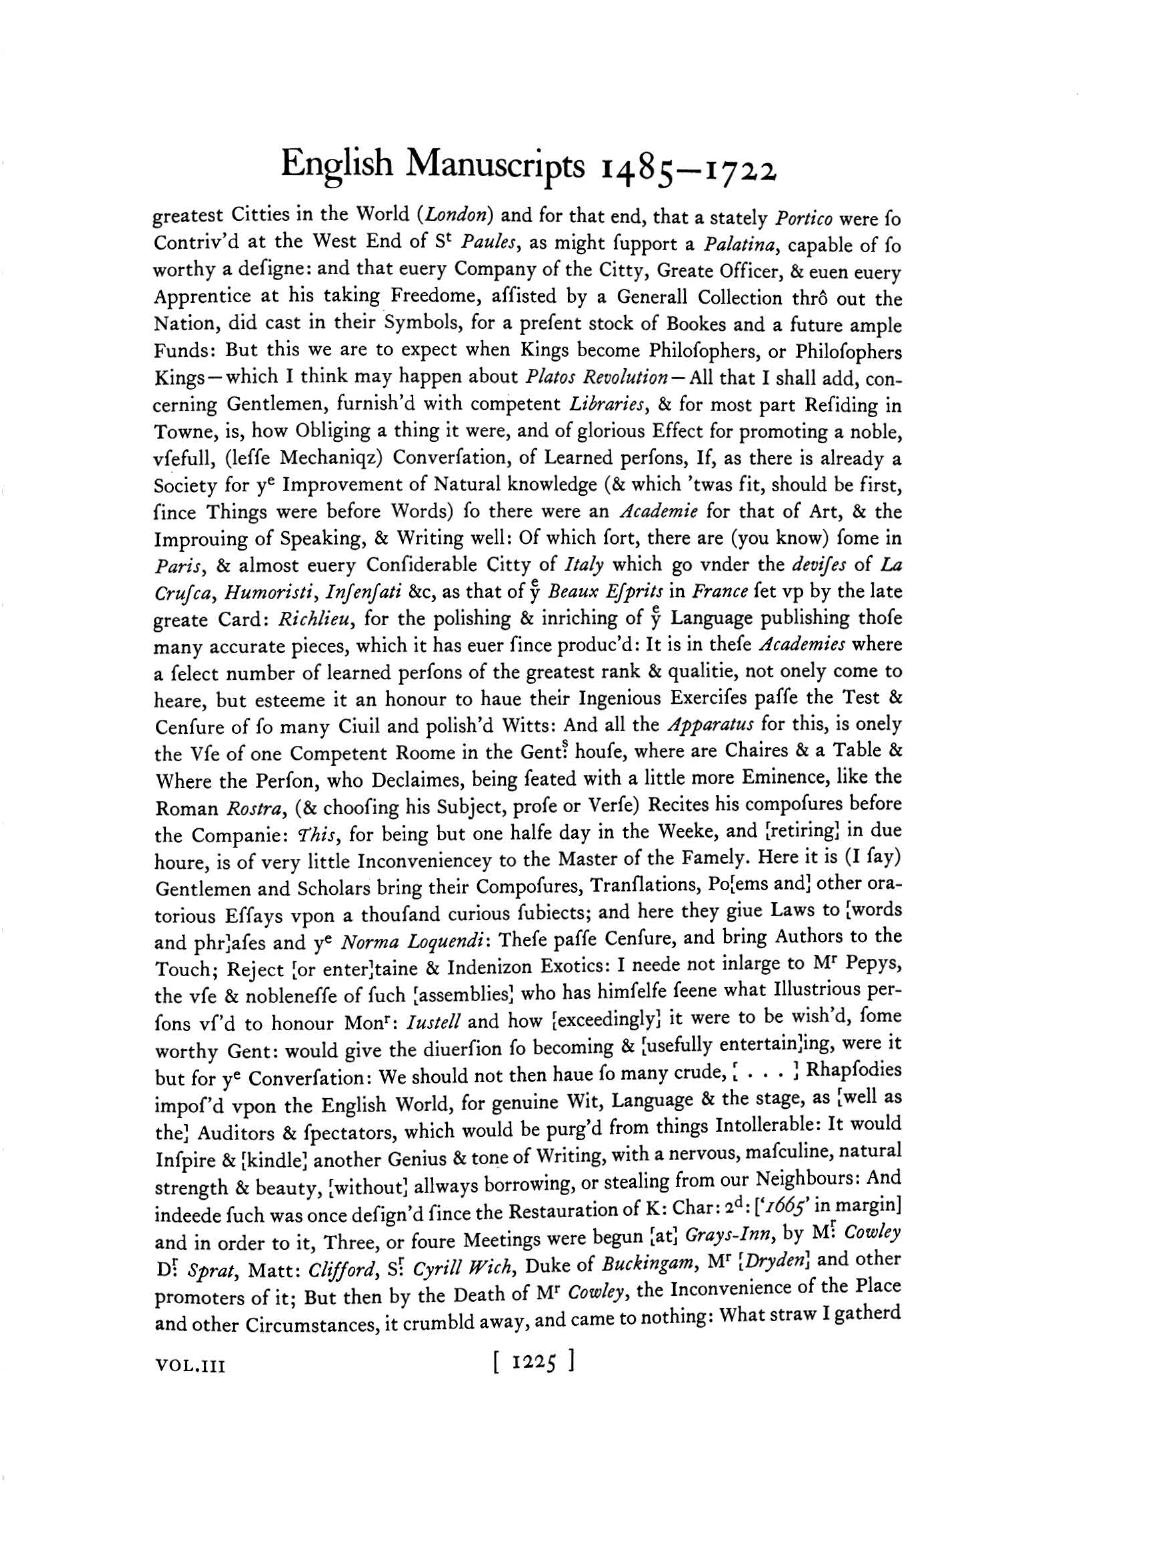 English Manuscripts 1485–1722
greatest Citties in the World (London) and for that end, that a stately Portico were ſo
Contriv'd at the West End of Sᵗ Paules, as might ſupport a Palatina, capable of ſo
worthy a deſigne: and that euery Company of the Citty, Greate Officer, & euen euery
Apprentice at his taking Freedome, aſſisted by a Generall Collection thrô out the
Nation, did cast in their Symbols, for a preſent stock of Bookes and a future ample
Funds: But this we are to expect when Kings become Philoſophers, or Philoſophers
Kings—which I think may happen about Platos Revolution—All that I shall add, con-
cerning Gentlemen, furnish'd with competent Libraries, & for most part Reſiding in
Towne, is, how Obliging a thing it were, and of glorious Effect for promoting a noble,
vſefull, (leſſe Mechaniqz) Converſation, of Learned perſons, If, as there is already a
Society for yᵉ Improvement of Natural knowledge (& which 'twas fit, should be first,
ſince Things were before Words) ſo there were an Academie for that of Art, & the
Improuing of Speaking, & Writing well: Of which ſort, there are (you know) ſome in
Paris, & almost euery Conſiderable Citty of Italy which go vnder the deviſes of La
Cruſca, Humoristi, Inſenſati &c, as that of yᵉ Beaux Eſprits in France ſet vp by the late
greate Card: Richlieu, for the polishing & inriching of yᵉ Language publishing thoſe
many accurate pieces, which it has euer ſince produc'd: It is in theſe Academies where
a ſelect number of learned perſons of the greatest rank & qualitie, not onely come to
heare, but esteeme it an honour to haue their Ingenious Exerciſes paſſe the Test &
Cenſure of ſo many Ciuil and polish'd Witts: And all the Apparatus for this, is onely
the Vſe of one Competent Roome in the Gentˢ: houſe, where are Chaires & a Table &
Where the Perſon, who Declaimes, being ſeated with a little more Eminence, like the
Roman Rostra, (& chooſing his Subject, proſe or Verſe) Recites his compoſures before
the Companie: This, for being but one halfe day in the Weeke, and [retiring] in due
houre, is of very little Inconveniencey to the Master of the Famely. Here it is (I ſay)
Gentlemen and Scholars bring their Compoſures, Tranſlations, Po[ems and] other ora-
torious Eſſays vpon a thouſand curious ſubiects; and here they giue Laws to [words
and phr]aſes and yᵉ Norma Loquendi: Theſe paſſe Cenſure, and bring Authors to the
Touch; Reject [or enter]taine & Indenizon Exotics: I neede not inlarge to Mʳ Pepys,
the vſe & nobleneſſe of ſuch [assemblies] who has himſelfe ſeene what Illustrious per-
ſons vſ'd to honour Monʳ: Iustell and how [exceedingly] it were to be wish'd, ſome
worthy Gent: would give the diuerſion ſo becoming & [usefully entertain]ing, were it
but for yᵉ Converſation: We should not then haue ſo many crude, [ . . . ] Rhapſodies
impoſ'd vpon the English World, for genuine Wit, Language & the stage, as [well as
the] Auditors & ſpectators, which would be purg'd from things Intollerable: It would
Inſpire & [kindle] another Genius & tone of Writing, with a nervous, maſculine, natural
strength & beauty, [without] allways borrowing, or stealing from our Neighbours: And
indeede ſuch was once deſign'd ſince the Restauration of K: Char: 2ᵈ: ['1665' in margin]
and in order to it, Three, or foure Meetings were begun [at] Grays-Inn, by Mʳ: Cowley
Dʳ: Sprat, Matt: Clifford, Sʳ: Cyrill Wich, Duke of Buckingam, Mʳ [Dryden] and other
promoters of it; But then by the Death of Mʳ Cowley, the Inconvenience of the Place
and other Circumstances, it crumbld away, and came to nothing: What straw I gatherd
VOL.III [ 1225 ]